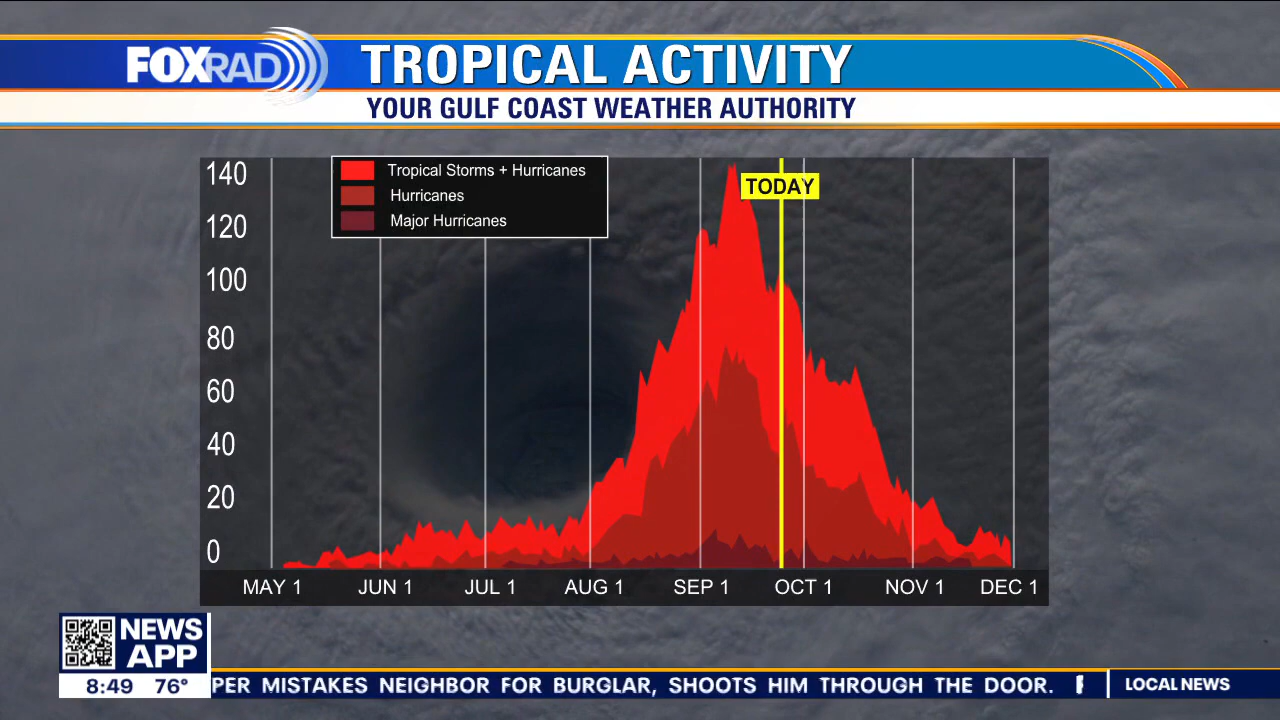 FOXRAD
TROPICAL ACTIVITY
YOUR GULF COAST WEATHER AUTHORITY
Tropical Storms + Hurricanes
Hurricanes
Major Hurricanes
TODAY
140
120
100
80
60
40
20
0
MAY 1 JUN 1 JUL 1 AUG 1 SEP 1 OCT 1 NOV 1 DEC 1
NEWS
APP
8:49 76°
PER MISTAKES NEIGHBOR FOR BURGLAR, SHOOTS HIM THROUGH THE DOOR.
LOCAL NEWS